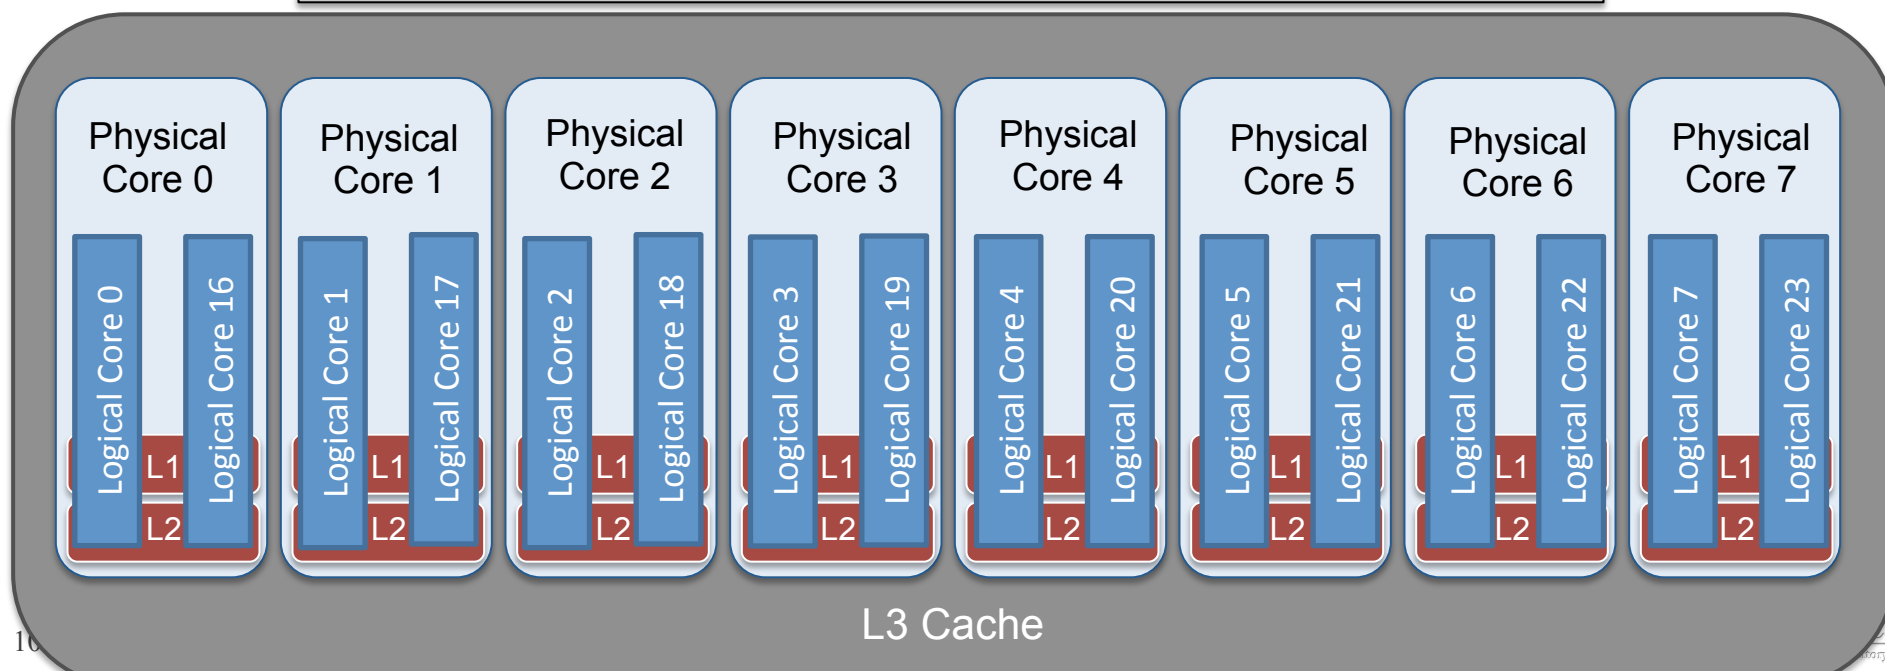 Physical
Core 0
Physical
Core 1
Physical
Core 2
Physical
Core 3
Physical
Core 4
Physical
Core 5
Physical
Core 6
Physical
Core 7
Logical Core 0
Logical Core 16
Logical Core 1
Logical Core 17
Logical Core 2
Logical Core 18
Logical Core 3
Logical Core 19
Logical Core 4
Logical Core 20
Logical Core 5
Logical Core 21
Logical Core 6
Logical Core 22
Logical Core 7
Logical Core 23
L1
L1
L1
L1
L1
L1
L1
L1
L2
L2
L2
L2
L2
L2
L2
L2
L3 Cache